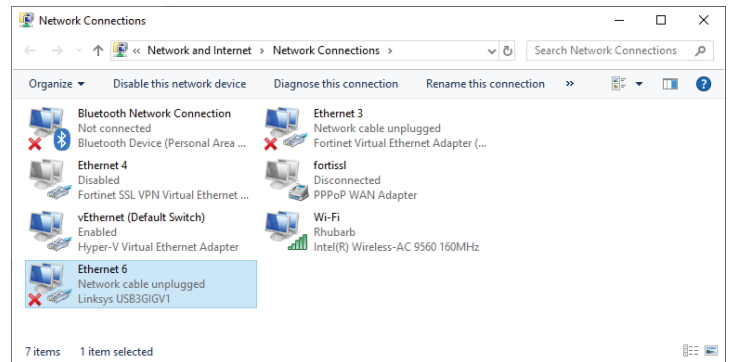 Network Connections
« Network and Internet > Network Connections >
Search Network Connections
Organize Disable this network device Diagnose this connection Rename this connection »
Bluetooth Network Connection
Not connected
Bluetooth Device (Personal Area ...
Ethernet 3
Network cable unplugged
Fortinet Virtual Ethernet Adapter (...
Ethernet 4
Disabled
Fortinet SSL VPN Virtual Ethernet ...
fortissl
Disconnected
PPPoP WAN Adapter
vEthernet (Default Switch)
Enabled
Hyper-V Virtual Ethernet Adapter
Wi-Fi
Rhubarb
Intel(R) Wireless-AC 9560 160MHz
Ethernet 6
Network cable unplugged
Linksys USB3GIGV1
7 items 1 item selected